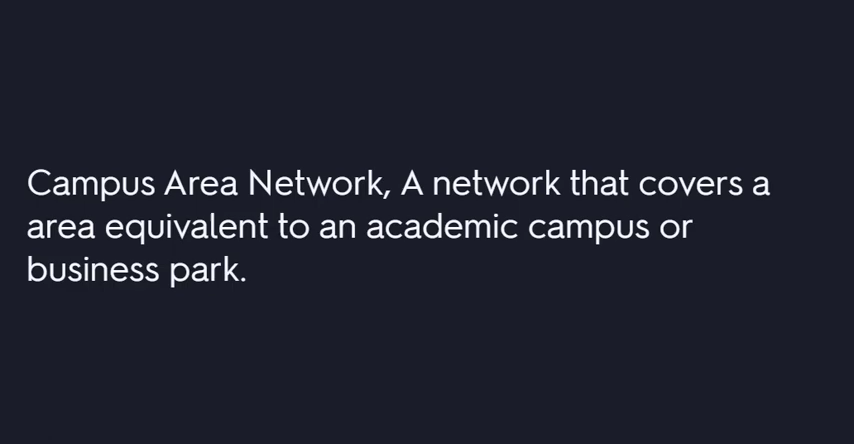 Campus Area Network, A network that covers a
area equivalent to an academic campus or
business park.